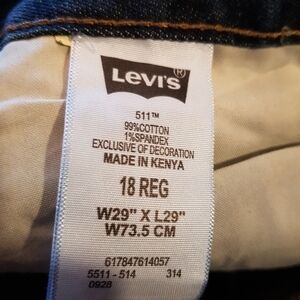 LEVI'S®
511™
99%COTTON
1%SPANDEX
EXCLUSIVE OF DECORATION
MADE IN KENYA
18 REG
W29" X L29"
W73.5 CM
617847614057
5511-514 314
0928